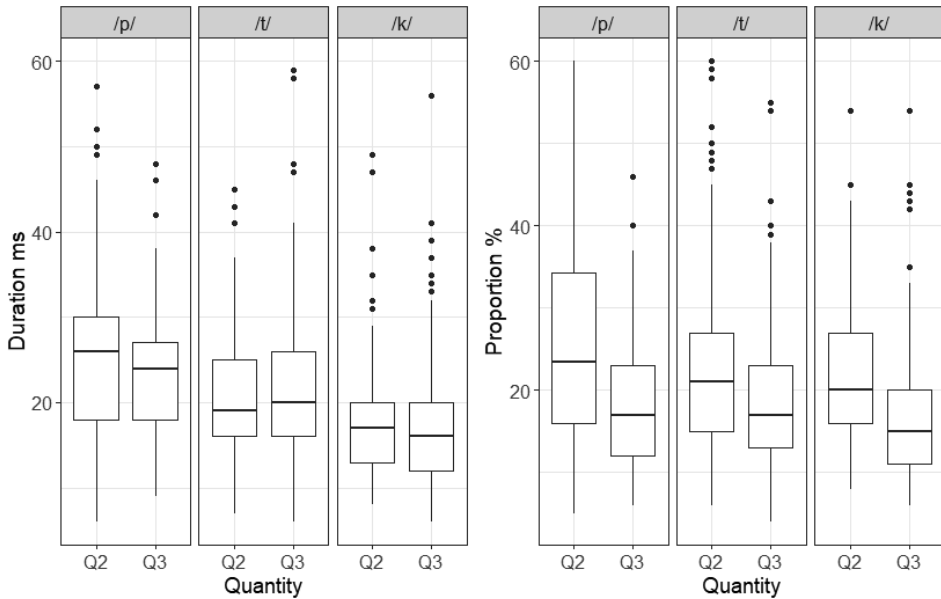 /p/ /t/ /k/
Duration ms
60
40
20
Q2 Q3 Q2 Q3 Q2 Q3
Quantity
/p/ /t/ /k/
Proportion %
60
40
20
Q2 Q3 Q2 Q3 Q2 Q3
Quantity